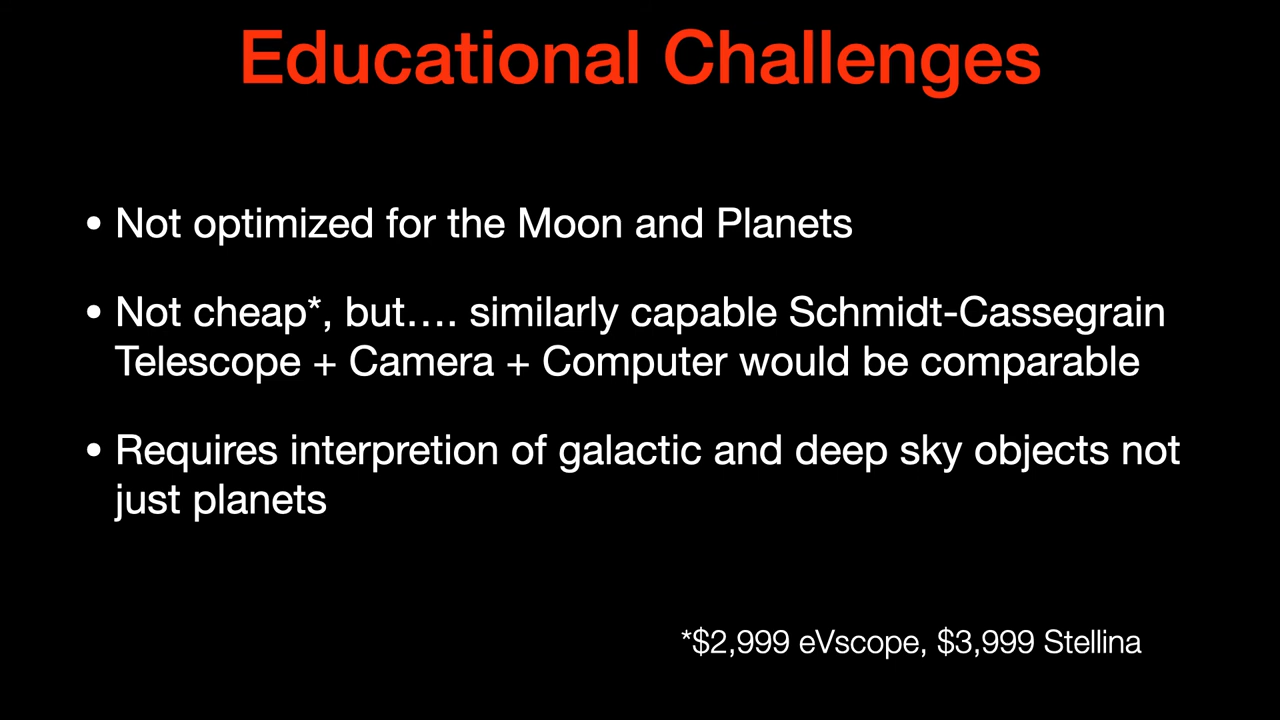 Educational Challenges
• Not optimized for the Moon and Planets
• Not cheap*, but…. similarly capable Schmidt-Cassegrain
Telescope + Camera + Computer would be comparable
• Requires interpretion of galactic and deep sky objects not
just planets
*$2,999 eVscope, $3,999 Stellina